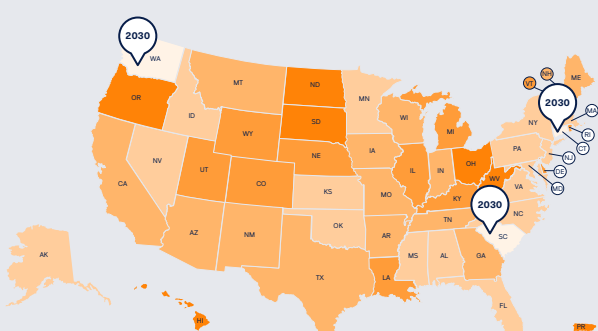 2030
WA
MT
ND
MN
OR
ID
SD
WI
WY
MI
NE
IA
NV
UT
CO
IL
IN
OH
KS
MO
KY
WV
VA
CA
AZ
NM
OK
AR
TN
NC
2030
SC
TX
LA
MS
AL
GA
FL
AK
HI
PR
NH
VT
ME
2030
MA
NY
RI
CT
PA
NJ
DE
MD